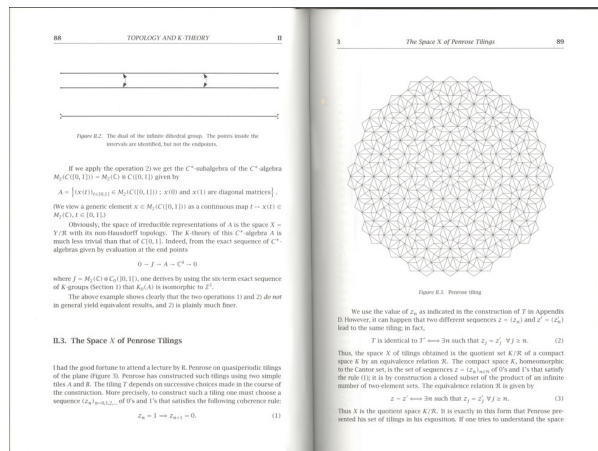 88 TOPOLOGY AND K-THEORY II
Figure II.2. The dual of the infinite dihedral group. The points inside the
intervals are identified, but not the endpoints.
If we apply the operation 2) we get the C*-subalgebra of the C*-algebra
M₂(C([0,1])) = M₂(ℂ) ⊗ C([0,1]) given by
A = {(x(t))t∈[0,1] ∈ M₂(C([0,1])) ; x(0) and x(1) are diagonal matrices} .
(We view a generic element x ∈ M₂(C([0,1])) as a continuous map t → x(t) ∈
M₂(ℂ), t ∈ [0,1].)
Obviously, the space of irreducible representations of A is the space X =
Y/R with its non-Hausdorff topology. The K-theory of this C*-algebra A is
much less trivial than that of C[0,1]. Indeed, from the exact sequence of C*-
algebras given by evaluation at the end points
0 → J → A → ℂ⁴ → 0
where J = M₂(ℂ) ⊗ C₀(]0,1[), one derives by using the six-term exact sequence
of K-groups (Section 1) that K₀(A) is isomorphic to ℤ³.
The above example shows clearly that the two operations 1) and 2) do not
in general yield equivalent results, and 2) is plainly much finer.
II.3. The Space X of Penrose Tilings
I had the good fortune to attend a lecture by R. Penrose on quasiperiodic tilings
of the plane (Figure 3). Penrose has constructed such tilings using two simple
tiles A and B. The tiling T depends on successive choices made in the course of
the construction. More precisely, to construct such a tiling one must choose a
sequence (zₙ)ₙ₌₀,₁,₂,... of 0's and 1's that satisfies the following coherence rule:
zₙ = 1 ⟹ zₙ₊₁ = 0. (1)
3 The Space X of Penrose Tilings 89
Figure II.3. Penrose tiling
We use the value of zₙ as indicated in the construction of T in Appendix
D. However, it can happen that two different sequences z = (zₙ) and z′ = (z′ₙ)
lead to the same tiling; in fact,
T is identical to T′ ⟺ ∃n such that zⱼ = z′ⱼ ∀j ≥ n. (2)
Thus, the space X of tilings obtained is the quotient set K/R of a compact
space K by an equivalence relation R. The compact space K, homeomorphic
to the Cantor set, is the set of sequences z = (zₙ)n∈ℕ of 0's and 1's that satisfy
the rule (1); it is by construction a closed subset of the product of an infinite
number of two-element sets. The equivalence relation R is given by
z ~ z′ ⟺ ∃n such that zⱼ = z′ⱼ ∀j ≥ n. (3)
Thus X is the quotient space K/R. It is exactly in this form that Penrose pre-
sented his set of tilings in his exposition. If one tries to understand the space